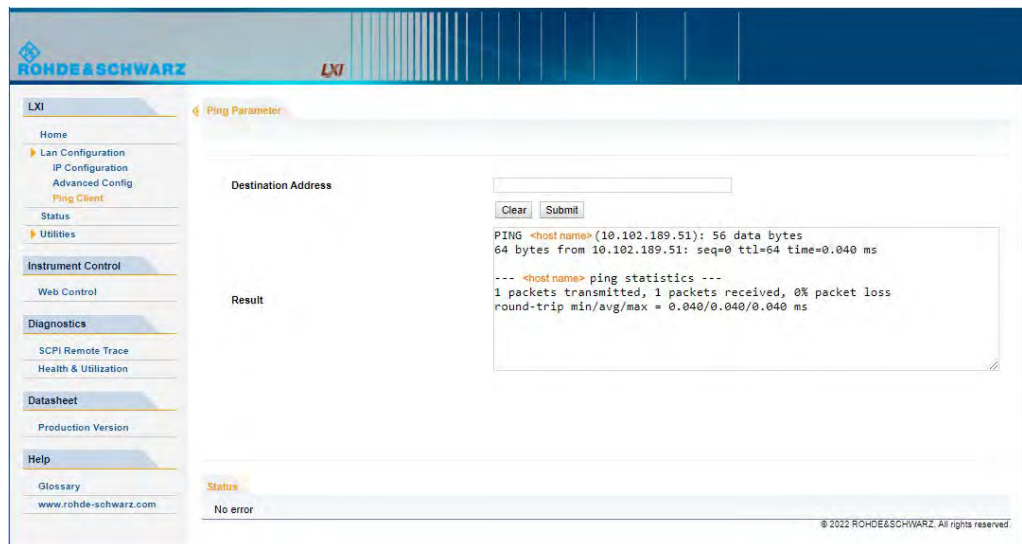 ROHDE&SCHWARZ
LXI
LXI
Home
Lan Configuration
IP Configuration
Advanced Config
Ping Client
Status
Utilities
Instrument Control
Web Control
Diagnostics
SCPI Remote Trace
Health & Utilization
Datasheet
Production Version
Help
Glossary
www.rohde-schwarz.com
Ping Parameter
Destination Address
Clear Submit
Result
PING <host name> (10.102.189.51): 56 data bytes
64 bytes from 10.102.189.51: seq=0 ttl=64 time=0.040 ms
--- <host name> ping statistics ---
1 packets transmitted, 1 packets received, 0% packet loss
round-trip min/avg/max = 0.040/0.040/0.040 ms
Status
No error
© 2022 ROHDE&SCHWARZ. All rights reserved.